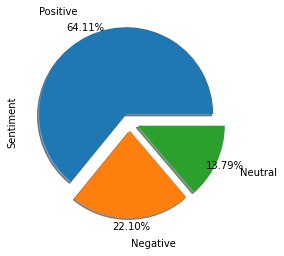 Positive
64.11%
Sentiment
13.79%
Neutral
22.10%
Negative